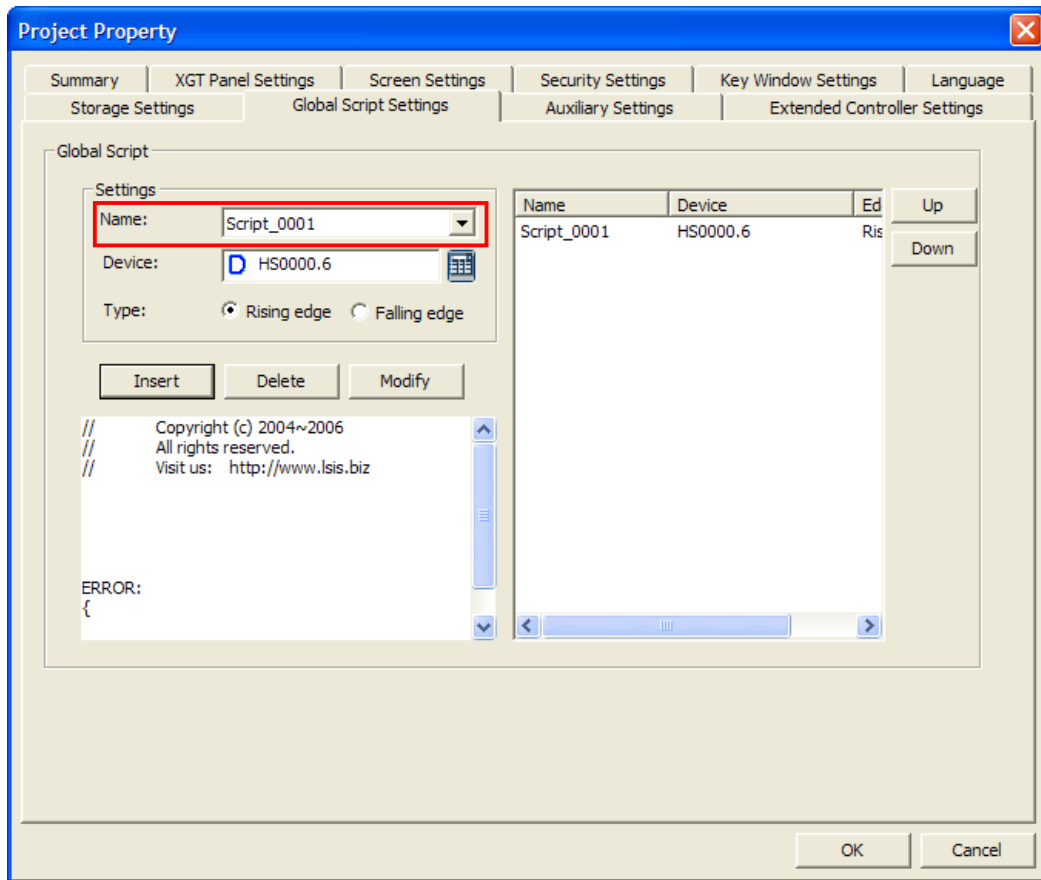 Project Property
Summary XGT Panel Settings Screen Settings Security Settings Key Window Settings Language
Storage Settings Global Script Settings Auxiliary Settings Extended Controller Settings
Global Script
Settings
Name: Script_0001
Device: D HS0000.6
Type: Rising edge Falling edge
Insert Delete Modify
// Copyright (c) 2004~2006
// All rights reserved.
// Visit us: http://www.lsis.biz
ERROR:
{
Name Device Ed
Script_0001 HS0000.6 Ris
Up
Down
OK Cancel